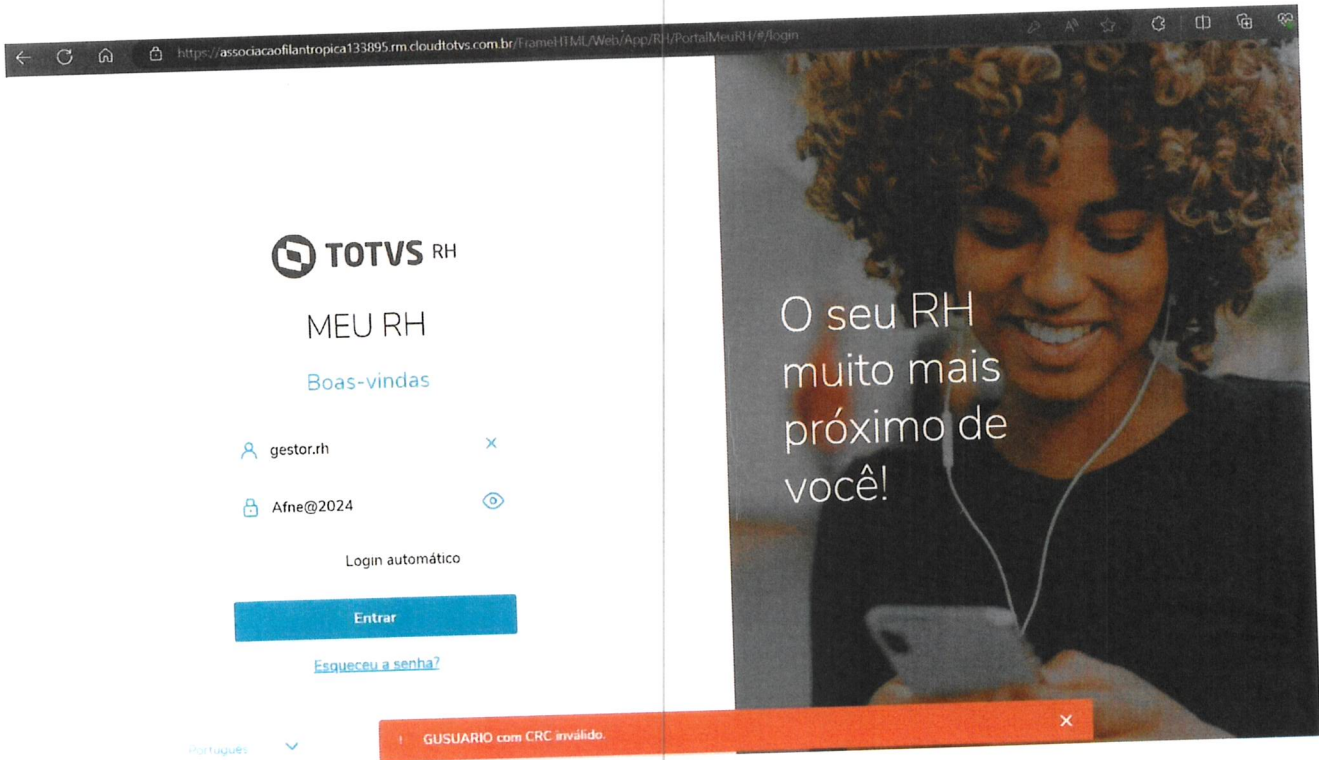 https://associacaofilantropica133895.rm.cloudtotvs.com.br/FrameHTML/Web/App/RH/PortalMeuRH/#/login
TOTVS RH
MEU RH
Boas-vindas
gestor.rh
Afne@2024
Login automático
Entrar
Esqueceu a senha?
Português
! GUSUARIO com CRC inválido.
O seu RH
muito mais
próximo de
você!